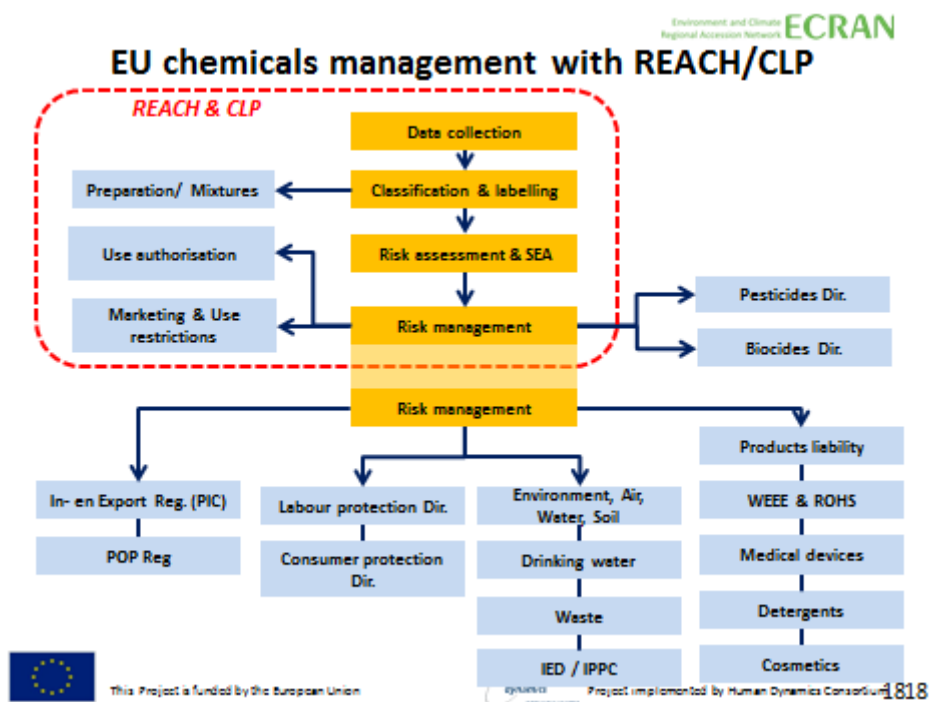 Environment and Climate
Regional Accession Network ECRAN
EU chemicals management with REACH/CLP
REACH & CLP
Data collection
Preparation/ Mixtures
Classification & labelling
Use authorisation
Risk assessment & SEA
Marketing & Use
restrictions
Risk management
Pesticides Dir.
Biocides Dir.
Risk management
In- en Export Reg. (PIC)
POP Reg
Labour protection Dir.
Consumer protection
Dir.
Environment, Air,
Water, Soil
Drinking water
Waste
IED / IPPC
Products liability
WEEE & ROHS
Medical devices
Detergents
Cosmetics
This Project is funded by the European Union
Project implemented by Human Dynamics Consortium
1818